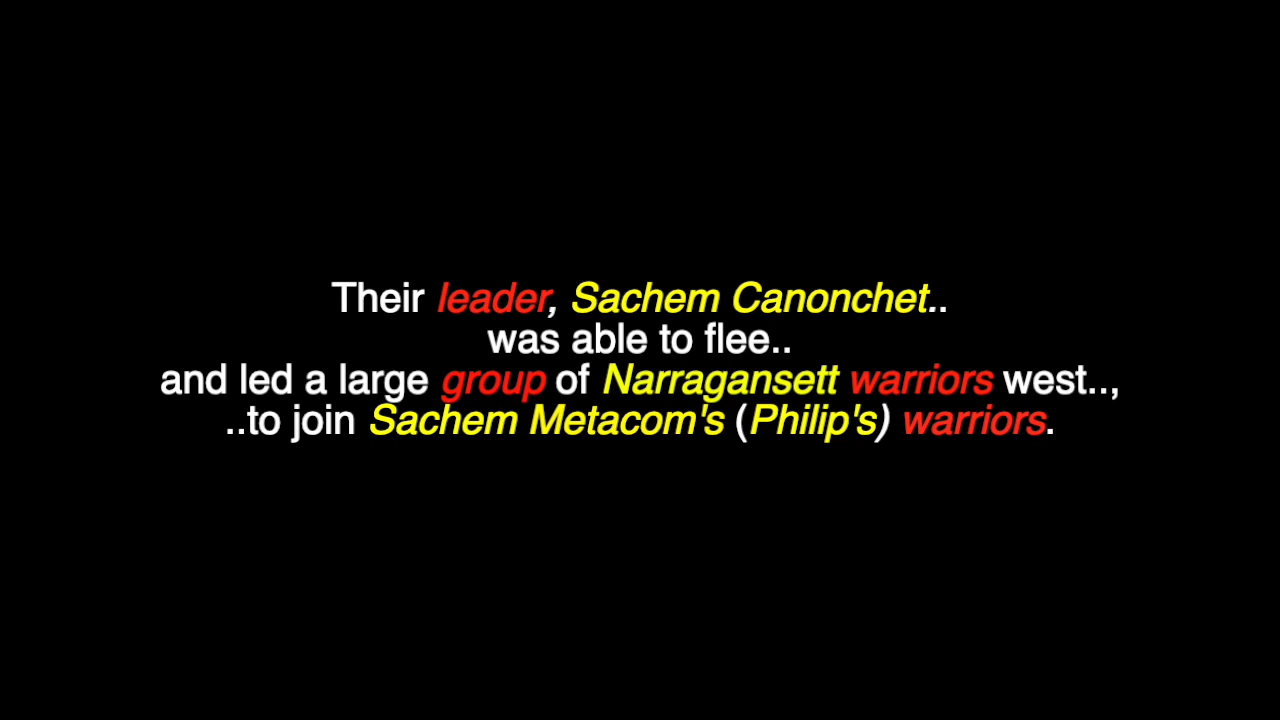 Their leader, Sachem Canonchet..
was able to flee..
and led a large group of Narragansett warriors west..,
..to join Sachem Metacom's (Philip's) warriors.